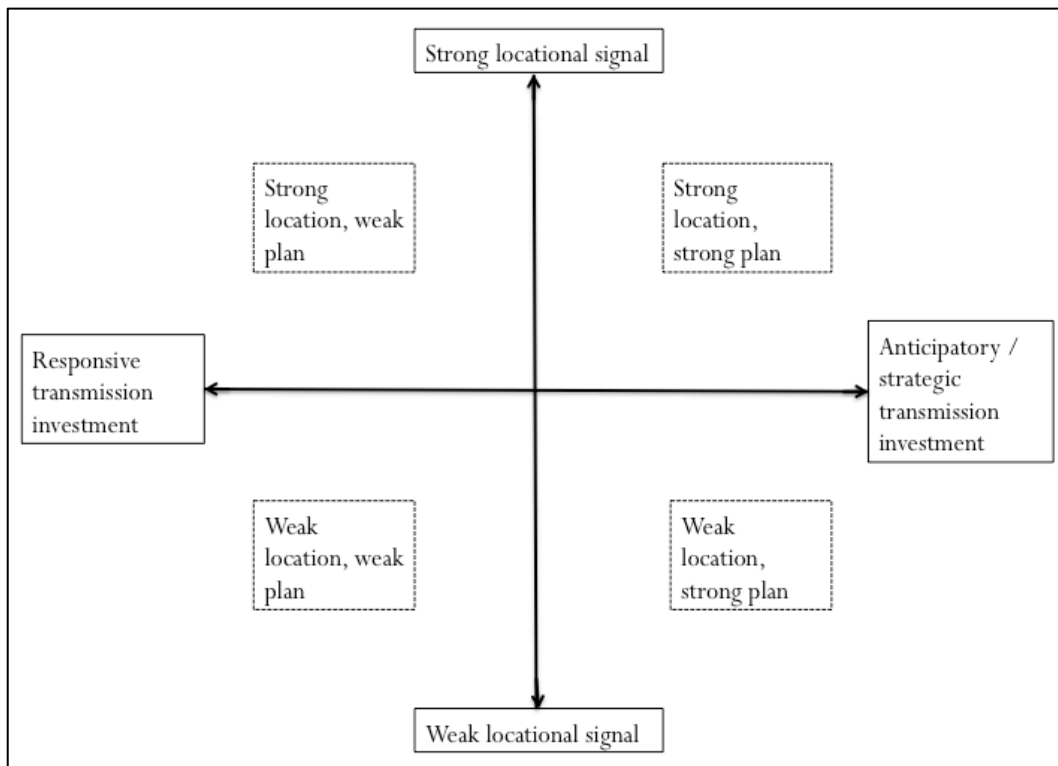 Strong locational signal
Strong
location, weak
plan
Strong
location,
strong plan
Responsive
transmission
investment
Anticipatory /
strategic
transmission
investment
Weak
location, weak
plan
Weak
location,
strong plan
Weak locational signal